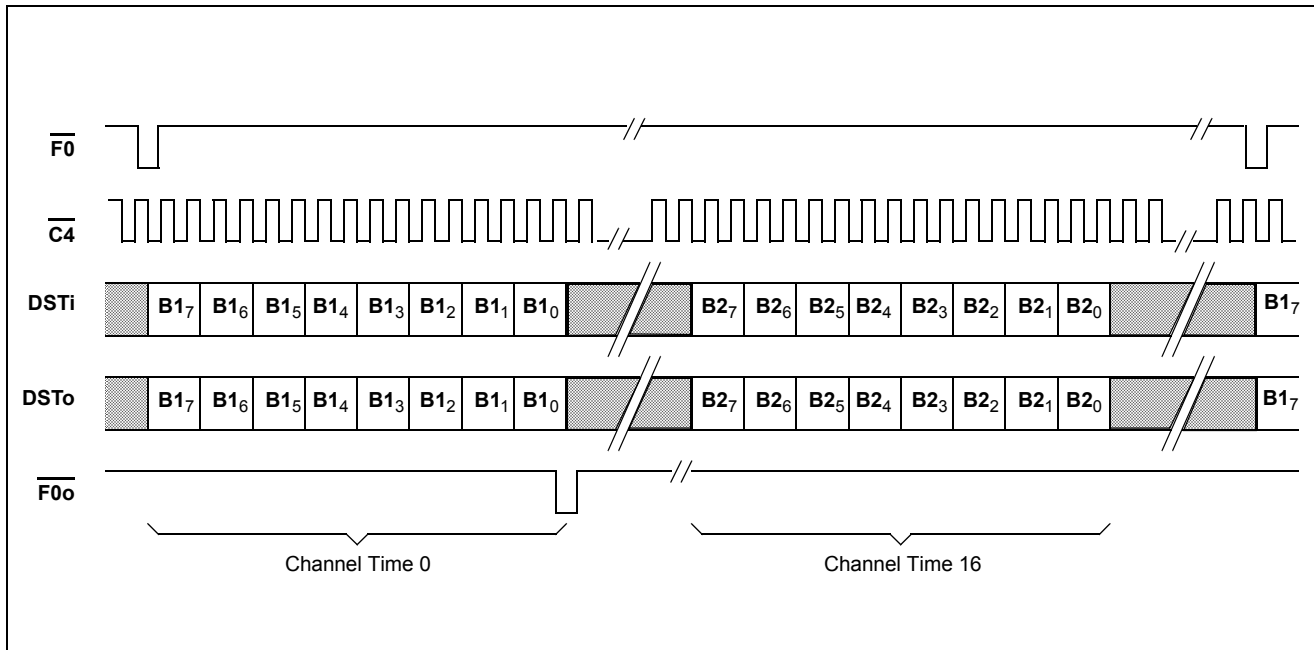 F0
C4
DSTi B1₇ B1₆ B1₅ B1₄ B1₃ B1₂ B1₁ B1₀ B2₇ B2₆ B2₅ B2₄ B2₃ B2₂ B2₁ B2₀ B1₇
DSTo B1₇ B1₆ B1₅ B1₄ B1₃ B1₂ B1₁ B1₀ B2₇ B2₆ B2₅ B2₄ B2₃ B2₂ B2₁ B2₀ B1₇
F0o
Channel Time 0 Channel Time 16